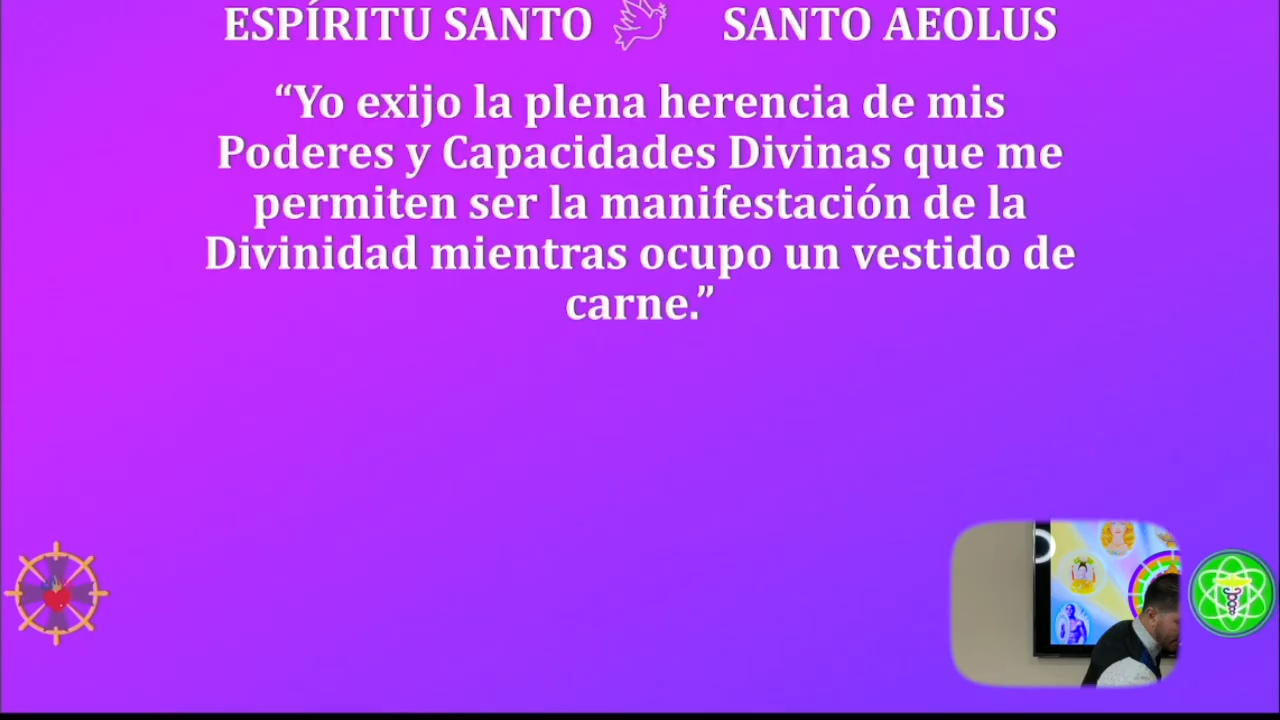 ESPÍRITU SANTO SANTO AEOLUS
“Yo exijo la plena herencia de mis
Poderes y Capacidades Divinas que me
permiten ser la manifestación de la
Divinidad mientras ocupo un vestido de
carne.”